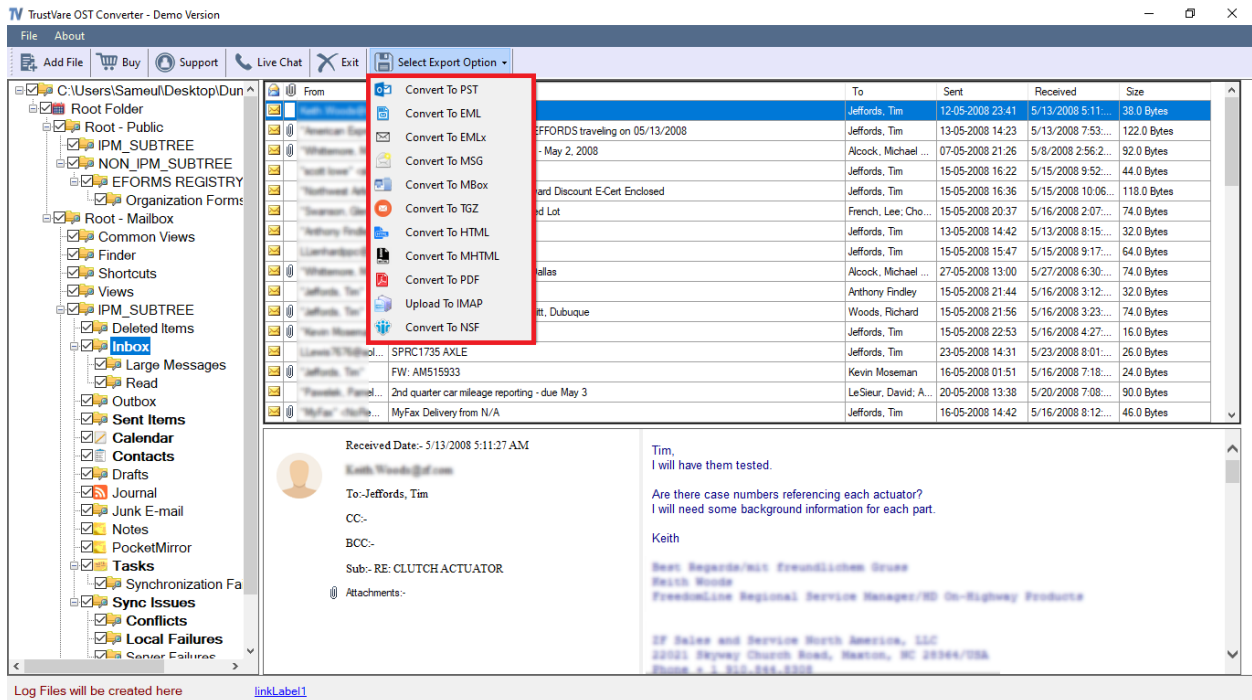 TrustVare OST Converter - Demo Version
File About
Add File Buy Support Live Chat Exit Select Export Option
Convert To PST
Convert To EML
Convert To EMLx
Convert To MSG
Convert To MBox
Convert To TGZ
Convert To HTML
Convert To MHTML
Convert To PDF
Upload To IMAP
Convert To NSF
C:\Users\Sameul\Desktop\Dun
Root Folder
Root - Public
IPM_SUBTREE
NON_IPM_SUBTREE
EFORMS REGISTRY
Organization Forms
Root - Mailbox
Common Views
Finder
Shortcuts
Views
IPM_SUBTREE
Deleted Items
Inbox
Large Messages
Read
Outbox
Sent Items
Calendar
Contacts
Drafts
Journal
Junk E-mail
Notes
PocketMirror
Tasks
Synchronization Fa
Sync Issues
Conflicts
Local Failures
Server Failures
From To Sent Received Size
Jeffords, Tim 12-05-2008 23:41 5/13/2008 5:11:... 38.0 Bytes
EFFORDS traveling on 05/13/2008 Jeffords, Tim 13-05-2008 14:23 5/13/2008 7:53:... 122.0 Bytes
- May 2, 2008 Alcock, Michael ... 07-05-2008 21:26 5/8/2008 2:56:2... 92.0 Bytes
Jeffords, Tim 15-05-2008 16:22 5/15/2008 9:52:... 44.0 Bytes
ard Discount E-Cert Enclosed Jeffords, Tim 15-05-2008 16:36 5/15/2008 10:06... 118.0 Bytes
ed Lot French, Lee; Cho... 15-05-2008 20:37 5/16/2008 2:07:... 74.0 Bytes
Jeffords, Tim 13-05-2008 14:42 5/13/2008 8:15:... 32.0 Bytes
Jeffords, Tim 15-05-2008 15:47 5/15/2008 9:17:... 64.0 Bytes
allas Alcock, Michael ... 27-05-2008 13:00 5/27/2008 6:30:... 74.0 Bytes
Anthony Findley 15-05-2008 21:44 5/16/2008 3:12:... 32.0 Bytes
itt, Dubuque Woods, Richard 15-05-2008 21:56 5/16/2008 3:23:... 74.0 Bytes
Jeffords, Tim 15-05-2008 22:53 5/16/2008 4:27:... 16.0 Bytes
SPRC1735 AXLE Jeffords, Tim 23-05-2008 14:31 5/23/2008 8:01:... 26.0 Bytes
FW: AM515933 Kevin Moseman 16-05-2008 01:51 5/16/2008 7:18:... 24.0 Bytes
2nd quarter car mileage reporting - due May 3 LeSieur, David; A... 20-05-2008 13:38 5/20/2008 7:08:... 90.0 Bytes
MyFax Delivery from N/A Jeffords, Tim 16-05-2008 14:42 5/16/2008 8:12:... 46.0 Bytes
Received Date:- 5/13/2008 5:11:27 AM
To:-Jeffords, Tim
CC:-
BCC:-
Sub:- RE: CLUTCH ACTUATOR
Attachments:-
Tim,
I will have them tested.
Are there case numbers referencing each actuator?
I will need some background information for each part.
Keith
Log Files will be created here linkLabel1